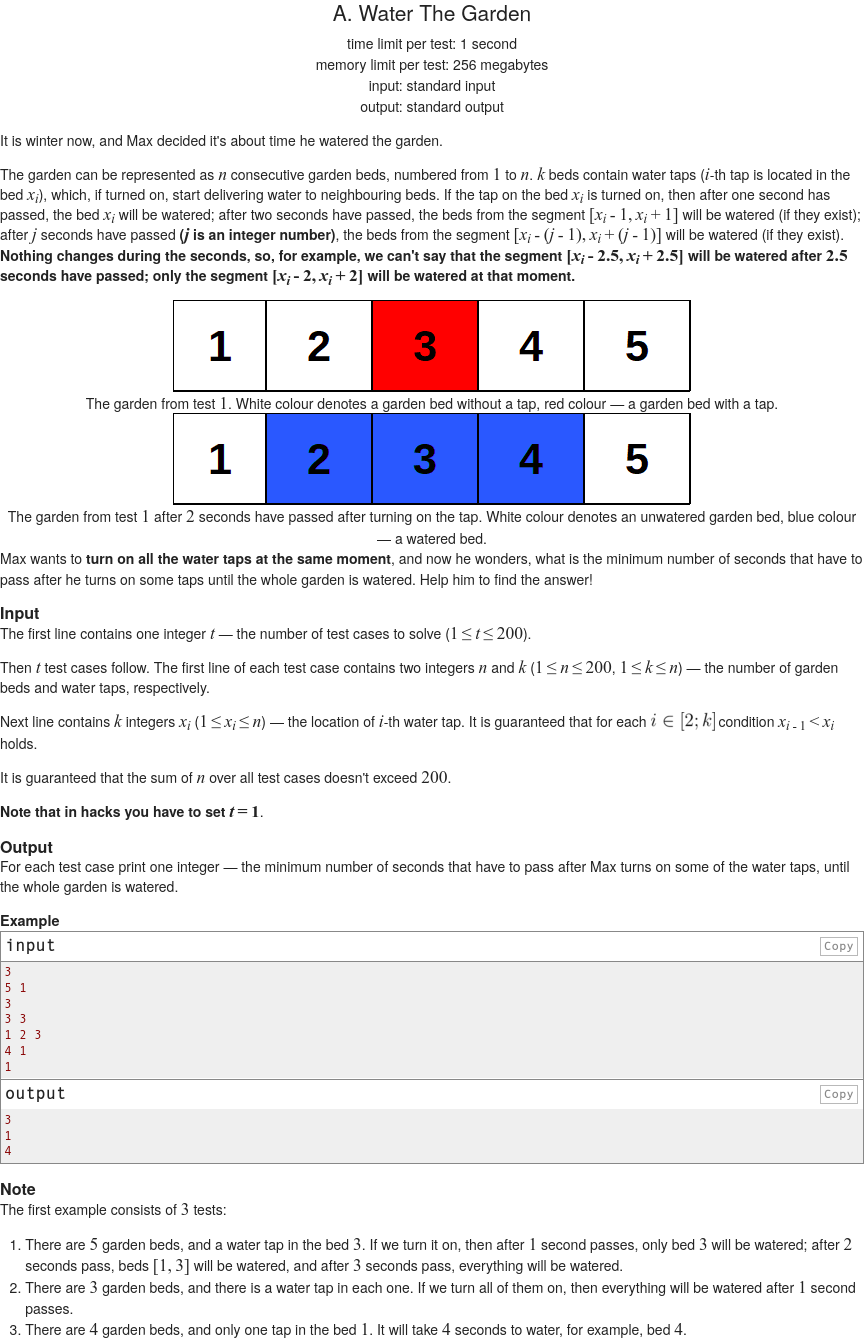 A. Water The Garden
time limit per test: 1 second
memory limit per test: 256 megabytes
input: standard input
output: standard output
It is winter now, and Max decided it's about time he watered the garden.
The garden can be represented as n consecutive garden beds, numbered from 1 to n. k beds contain water taps (i-th tap is located in the
bed xi), which, if turned on, start delivering water to neighbouring beds. If the tap on the bed xi is turned on, then after one second has
passed, the bed xi will be watered; after two seconds have passed, the beds from the segment [xi - 1, xi + 1] will be watered (if they exist);
after j seconds have passed (j is an integer number), the beds from the segment [xi - (j - 1), xi + (j - 1)] will be watered (if they exist).
Nothing changes during the seconds, so, for example, we can't say that the segment [xi - 2.5, xi + 2.5] will be watered after 2.5
seconds have passed; only the segment [xi - 2, xi + 2] will be watered at that moment.
1 2 3 4 5
The garden from test 1. White colour denotes a garden bed without a tap, red colour — a garden bed with a tap.
1 2 3 4 5
The garden from test 1 after 2 seconds have passed after turning on the tap. White colour denotes an unwatered garden bed, blue colour
— a watered bed.
Max wants to turn on all the water taps at the same moment, and now he wonders, what is the minimum number of seconds that have to
pass after he turns on some taps until the whole garden is watered. Help him to find the answer!
Input
The first line contains one integer t — the number of test cases to solve (1 ≤ t ≤ 200).
Then t test cases follow. The first line of each test case contains two integers n and k (1 ≤ n ≤ 200, 1 ≤ k ≤ n) — the number of garden
beds and water taps, respectively.
Next line contains k integers xi (1 ≤ xi ≤ n) — the location of i-th water tap. It is guaranteed that for each i ∈ [2; k] condition xi - 1 < xi
holds.
It is guaranteed that the sum of n over all test cases doesn't exceed 200.
Note that in hacks you have to set t = 1.
Output
For each test case print one integer — the minimum number of seconds that have to pass after Max turns on some of the water taps, until
the whole garden is watered.
Example
input Copy
3
5 1
3
3 3
1 2 3
4 1
1
output Copy
3
1
4
Note
The first example consists of 3 tests:
1. There are 5 garden beds, and a water tap in the bed 3. If we turn it on, then after 1 second passes, only bed 3 will be watered; after 2
seconds pass, beds [1, 3] will be watered, and after 3 seconds pass, everything will be watered.
2. There are 3 garden beds, and there is a water tap in each one. If we turn all of them on, then everything will be watered after 1 second
passes.
3. There are 4 garden beds, and only one tap in the bed 1. It will take 4 seconds to water, for example, bed 4.